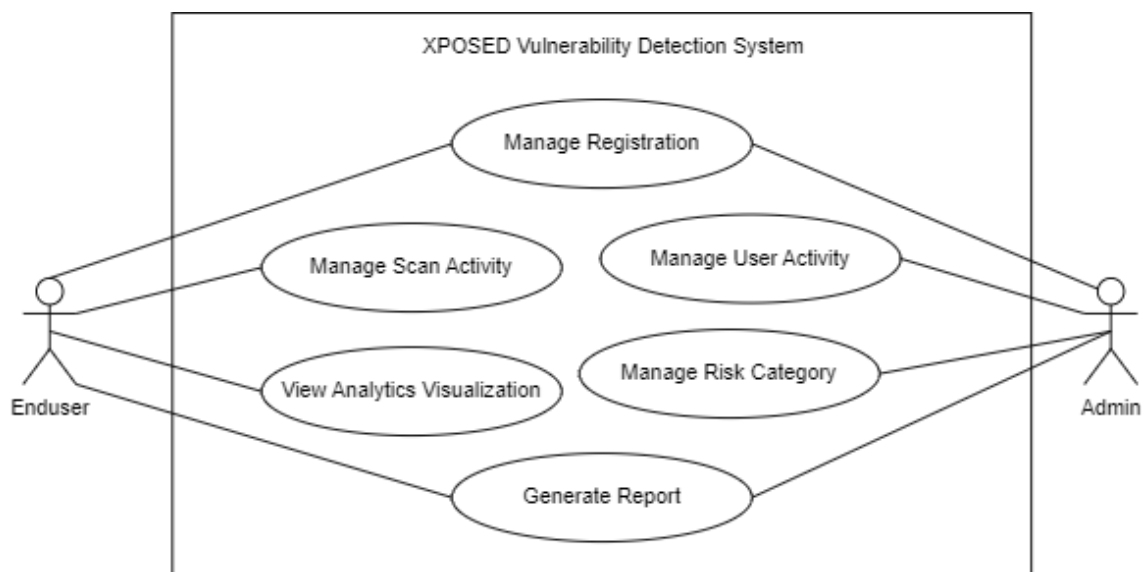 XPOSED Vulnerability Detection System
Manage Registration
Manage Scan Activity
Manage User Activity
View Analytics Visualization
Manage Risk Category
Enduser
Admin
Generate Report